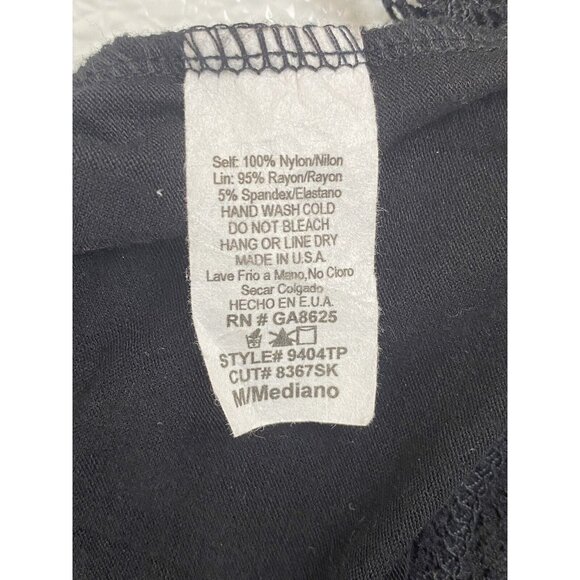 Self: 100% Nylon/Nilon
Lin: 95% Rayon/Rayon
5% Spandex/Elastano
HAND WASH COLD
DO NOT BLEACH
HANG OR LINE DRY
MADE IN U.S.A.
Lave Frio a Mano,No Cloro
Secar Colgado
HECHO EN E.U.A.
RN # GA8625
STYLE# 9404TP
CUT# 8367SK
M/Mediano